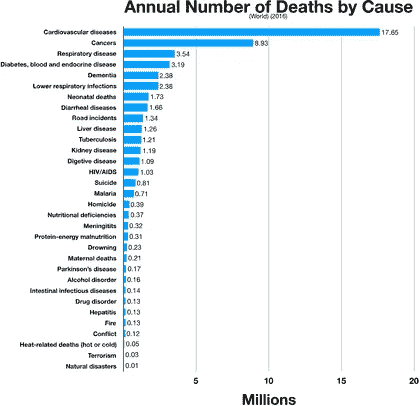 Annual Number of Deaths by Cause
(World) (2016)
Cardiovascular diseases 17.65
Cancers 8.93
Respiratory disease 3.54
Diabetes, blood and endocrine disease 3.19
Dementia 2.38
Lower respiratory infections 2.38
Neonatal deaths 1.73
Diarrheal diseases 1.66
Road incidents 1.34
Liver disease 1.26
Tuberculosis 1.21
Kidney disease 1.19
Digetive disease 1.09
HIV/AIDS 1.03
Suicide 0.81
Malaria 0.71
Homicide 0.39
Nutritional deficiencies 0.37
Meningitits 0.32
Protein-energy malnutrition 0.31
Drowning 0.23
Maternal deaths 0.21
Parkinson's disease 0.17
Alcohol disorder 0.16
Intestinal infectious diseases 0.14
Drug disorder 0.13
Hepatitis 0.13
Fire 0.13
Conflict 0.12
Heat-related deaths (hot or cold) 0.05
Terrorism 0.03
Natural disasters 0.01
5 10 15 20
Millions